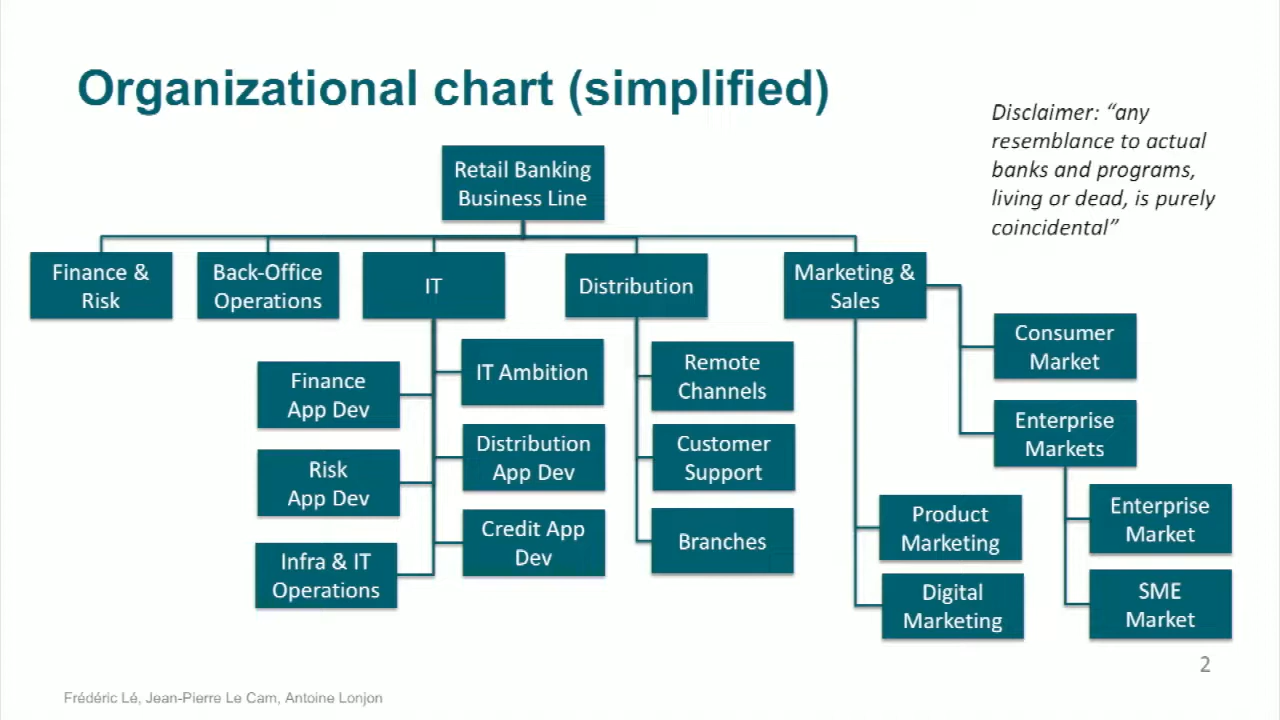 Organizational chart (simplified)
Disclaimer: “any
resemblance to actual
banks and programs,
living or dead, is purely
coincidental”
Retail Banking
Business Line
Finance &
Risk
Back-Office
Operations
IT
Distribution
Marketing &
Sales
Finance
App Dev
Risk
App Dev
Infra & IT
Operations
IT Ambition
Distribution
App Dev
Credit App
Dev
Remote
Channels
Customer
Support
Branches
Consumer
Market
Enterprise
Markets
Product
Marketing
Digital
Marketing
Enterprise
Market
SME
Market
2
Frédéric Lé, Jean-Pierre Le Cam, Antoine Lonjon